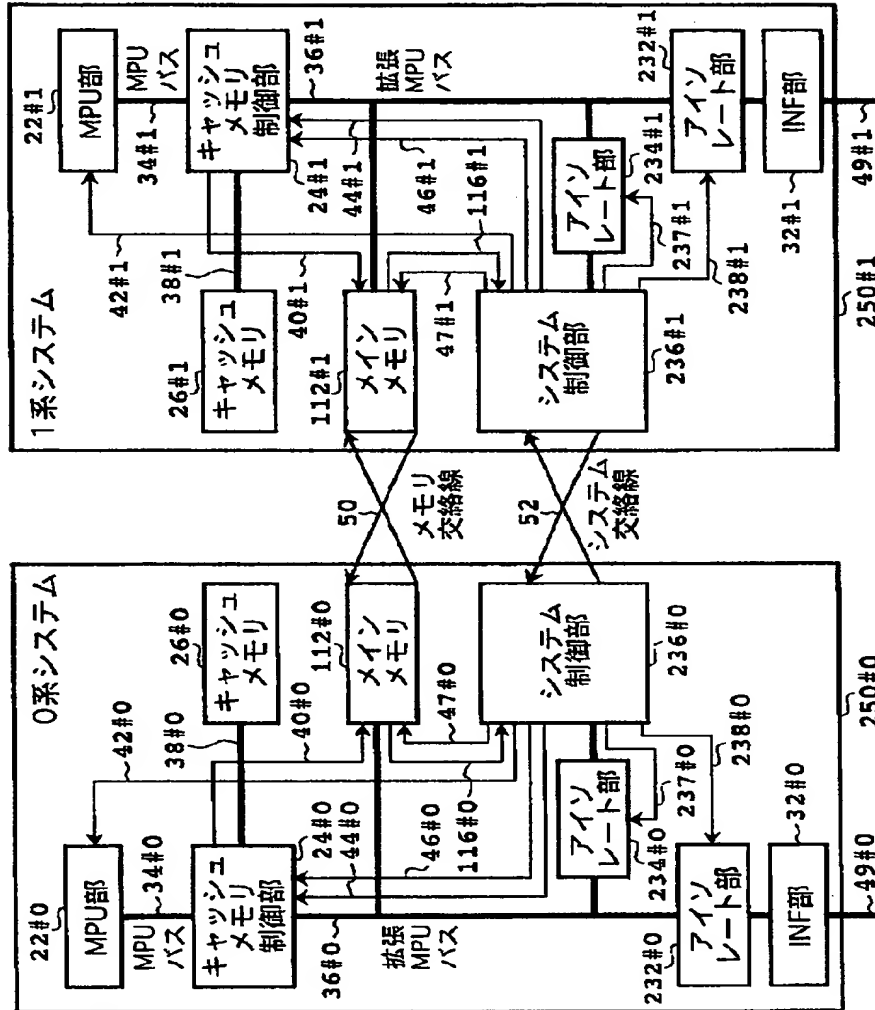 0系システム
22#0
MPU部
42#0
MPU
バス
34#0
キャッシュ
メモリ
制御部
24#0
38#0
キャッシュ
メモリ
26#0
40#0
44#0
46#0
36#0
拡張
MPU
バス
メイン
メモリ
112#0
47#0
116#0
システム
制御部
236#0
アイソ
レート部
234#0
237#0
238#0
232#0
アイソ
レート部
INF部
32#0
49#0
250#0
50
メモリ
交絡線
52
システム
交絡線
1系システム
22#1
MPU部
42#1
MPU
バス
34#1
キャッシュ
メモリ
制御部
24#1
38#1
キャッシュ
メモリ
26#1
40#1
44#1
46#1
36#1
拡張
MPU
バス
メイン
メモリ
112#1
47#1
116#1
システム
制御部
236#1
アイソ
レート部
234#1
237#1
238#1
232#1
アイソ
レート部
INF部
32#1
49#1
250#1